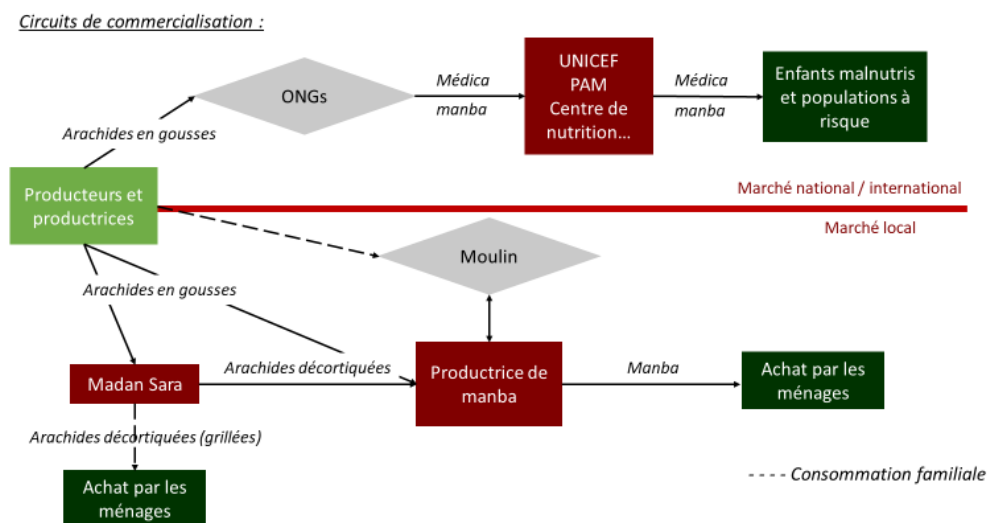 Circuits de commercialisation :
ONGs
Médica
manba
UNICEF
PAM
Centre de
nutrition…
Médica
manba
Enfants malnutris
et populations à
risque
Arachides en gousses
Producteurs et
productrices
Marché national / international
Marché local
Moulin
Arachides en gousses
Madan Sara
Arachides décortiquées
Productrice de
manba
Manba
Achat par les
ménages
Arachides décortiquées (grillées)
Achat par les
ménages
---- Consommation familiale